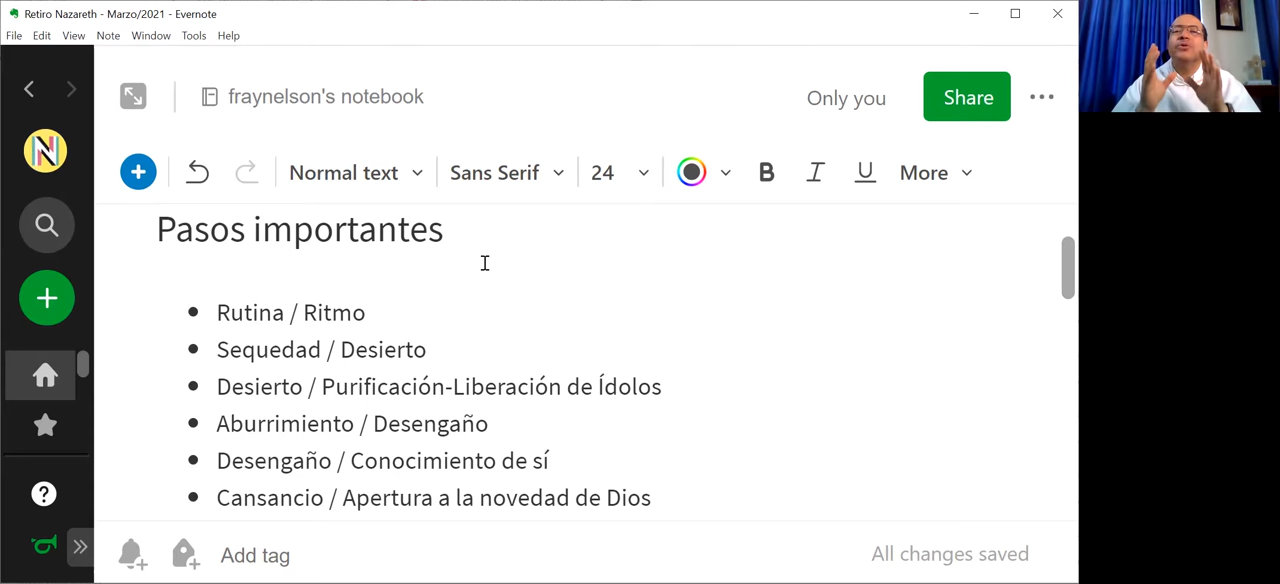 Retiro Nazareth - Marzo/2021 - Evernote
File Edit View Note Window Tools Help
fraynelson's notebook
Only you
Share
Normal text
Sans Serif
24
B I U More
N
Pasos importantes
• Rutina / Ritmo
• Sequedad / Desierto
• Desierto / Purificación-Liberación de Ídolos
• Aburrimiento / Desengaño
• Desengaño / Conocimiento de sí
• Cansancio / Apertura a la novedad de Dios
Add tag
All changes saved